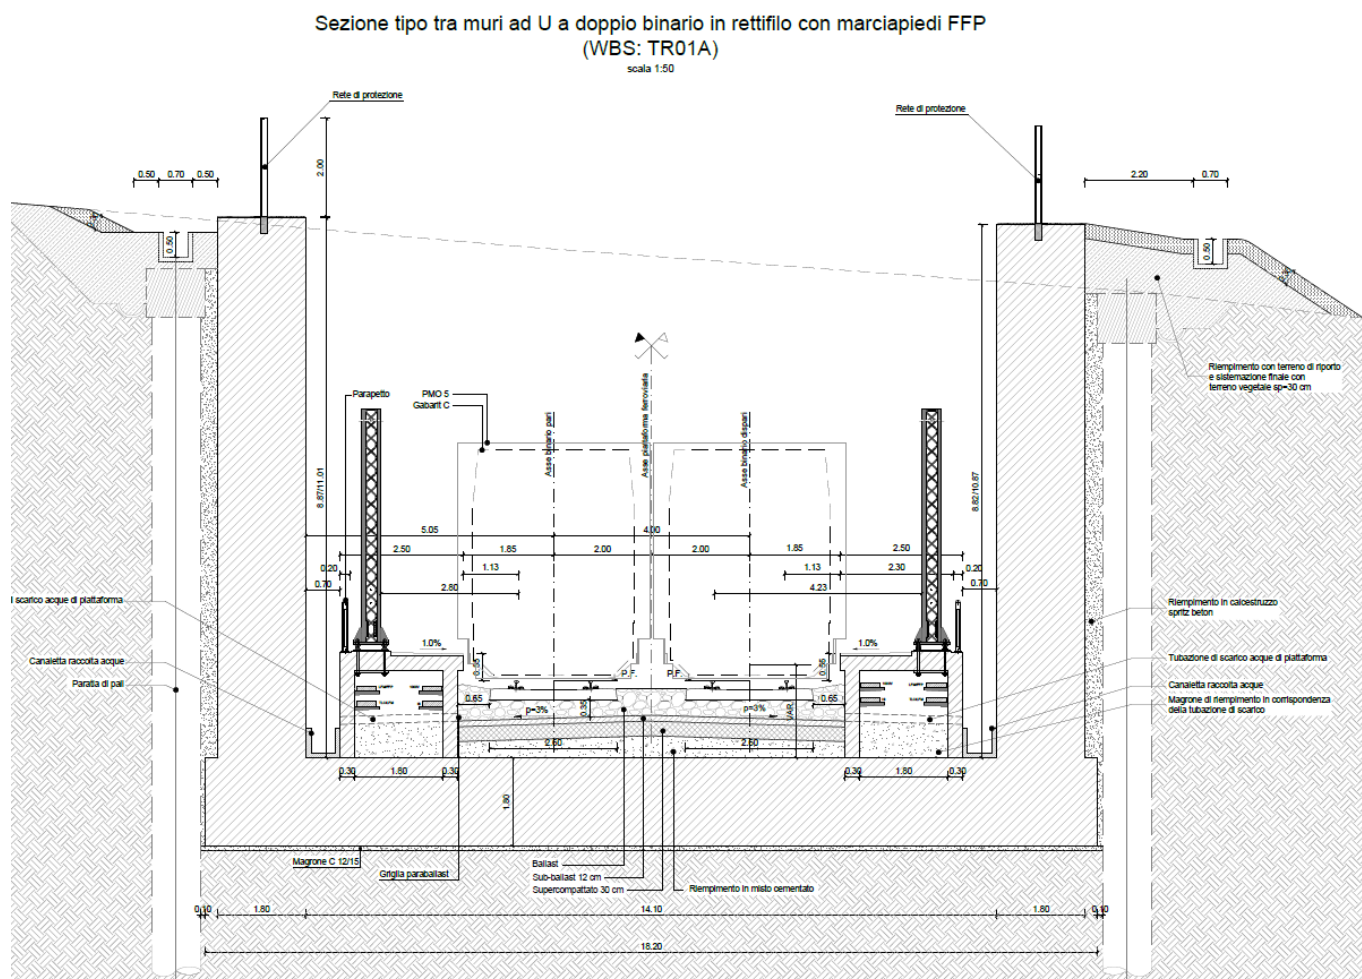 Sezione tipo tra muri ad U a doppio binario in rettifilo con marciapiedi FFP
(WBS: TR01A)
scala 1:50
Rete di protezione
Rete di protezione
2.00
0.50 0.70 0.50
2.20 0.70
0.50
0.50
Riempimento con terreno di riporto
e sistemazione finale con
terreno vegetale sp=30 cm
Parapetto
PMO 5
Gabarit C
Asse binario pari
Asse piattaforma ferroviaria
Asse binario dispari
8.87/11.01
8.82/10.87
5.05 4.00
2.50 1.85 2.00 2.00 1.85 2.50
0.20 1.13 1.13 2.30 0.20
0.70 2.80 4.23 0.70
l scarico acque di piattaforma
Riempimento in calcestruzzo
spritz beton
1.0% 1.0%
Canaletta raccolta acque
Tubazione di scarico acque di piattaforma
0.55 P.F. P.F. 0.55
Paratia di pali
Canaletta raccolta acque
Magrone di riempimento in corrispondenza
della tubazione di scarico
0.65 0.35 0.65
p=3% p=3% VAR.
2.60 2.60
0.30 1.80 0.30 0.30 1.80 0.30
1.80
Magrone C 12/15
Griglia paraballast
Ballast
Sub-ballast 12 cm
Supercompattato 30 cm
Riempimento in misto cementato
0.10 1.80 14.10 1.80 0.10
18.20